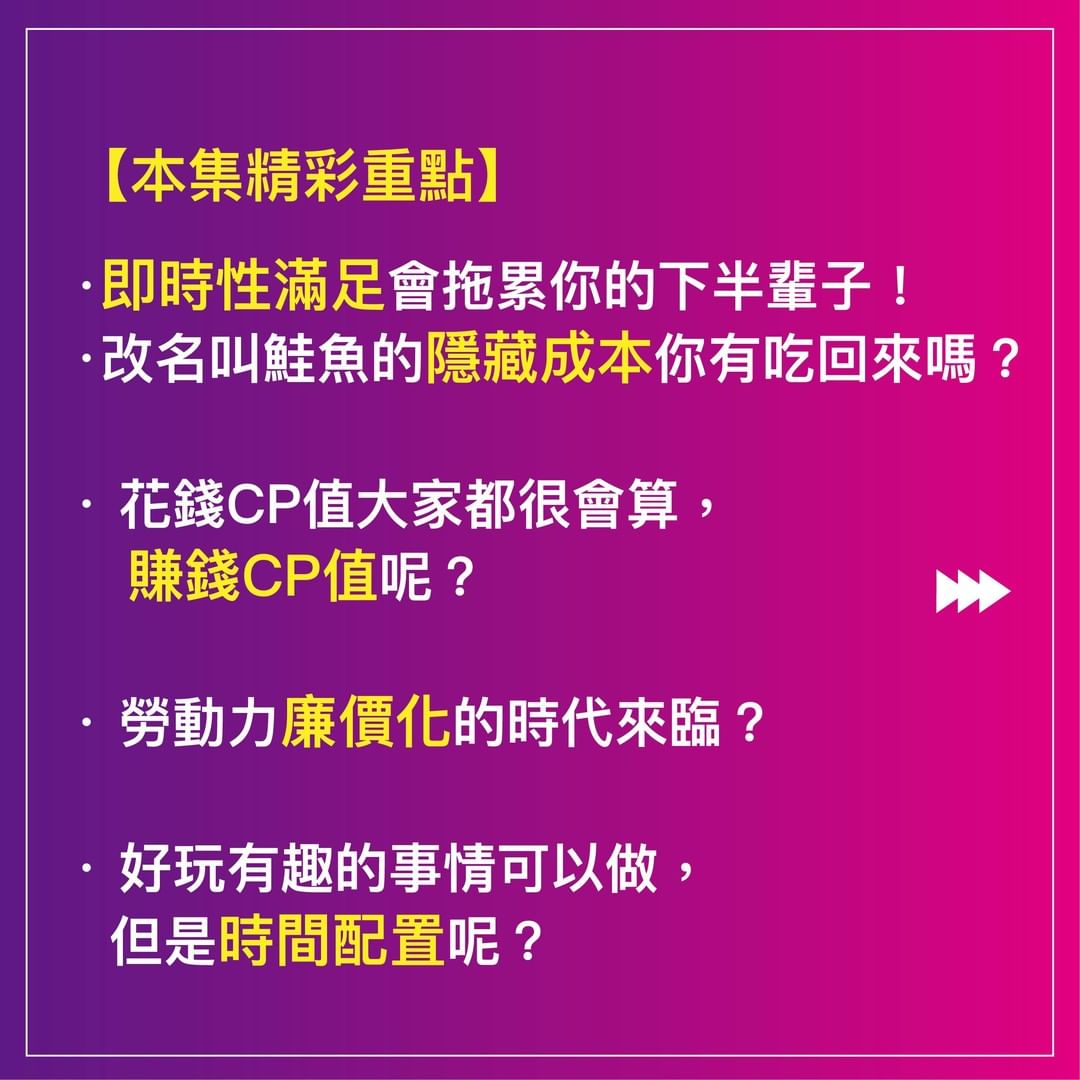 【本集精彩重點】
·即時性滿足會拖累你的下半輩子！
·改名叫鮭魚的隱藏成本你有吃回來嗎？
· 花錢CP值大家都很會算，
賺錢CP值呢？
· 勞動力廉價化的時代來臨？
· 好玩有趣的事情可以做，
但是時間配置呢？